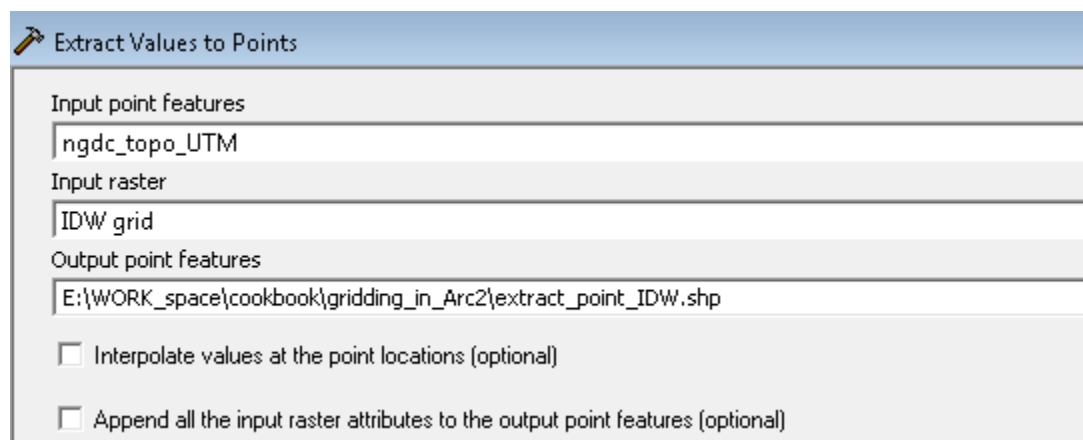 Extract Values to Points
Input point features
ngdc_topo_UTM
Input raster
IDW grid
Output point features
E:\WORK_space\cookbook\gridding_in_Arc2\extract_point_IDW.shp
Interpolate values at the point locations (optional)
Append all the input raster attributes to the output point features (optional)